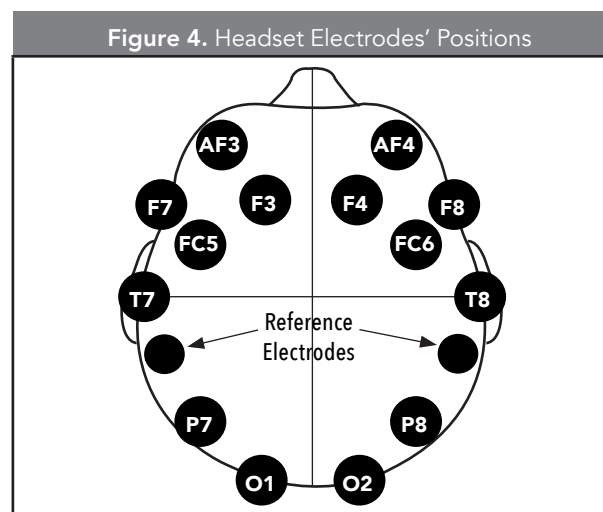 Figure 4. Headset Electrodes' Positions
AF3 AF4
F7 F3 F4 F8
FC5 FC6
T7 T8
Reference
Electrodes
P7 P8
O1 O2